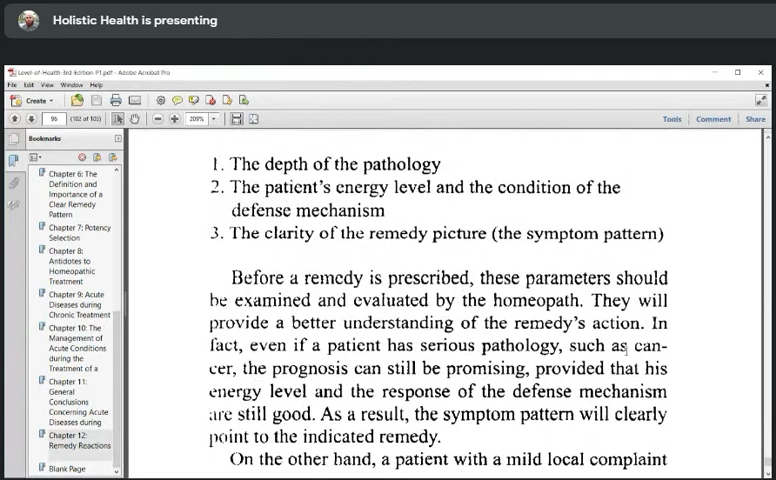 Holistic Health is presenting
Level-of-Health-3rd-Edition P1.pdf - Adobe Acrobat Pro
File Edit View Window Help
Create
96 (102 of 103) 200% Tools Comment Share
Bookmarks
Chapter 6: The
Definition and
Importance of a
Clear Remedy
Pattern
Chapter 7: Potency
Selection
Chapter 8:
Antidotes to
Homeopathic
Treatment
Chapter 9: Acute
Diseases during
Chronic Treatment
Chapter 10: The
Management of
Acute Conditions
during the
Treatment of a
Chapter 11:
General
Conclusions
Concerning Acute
Diseases during
Chapter 12:
Remedy Reactions
Blank Page
1. The depth of the pathology
2. The patient's energy level and the condition of the
defense mechanism
3. The clarity of the remedy picture (the symptom pattern)
Before a remedy is prescribed, these parameters should
be examined and evaluated by the homeopath. They will
provide a better understanding of the remedy's action. In
fact, even if a patient has serious pathology, such as can-
cer, the prognosis can still be promising, provided that his
energy level and the response of the defense mechanism
are still good. As a result, the symptom pattern will clearly
point to the indicated remedy.
On the other hand, a patient with a mild local complaint